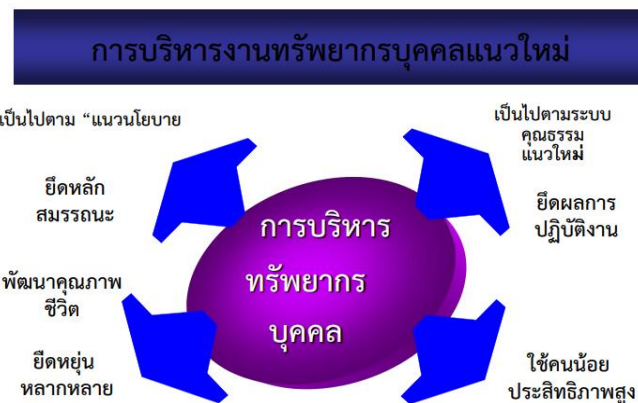 การบริหารงานทรัพยากรบุคคลแนวใหม่
เป็นไปตาม “แนวนโยบาย
เป็นไปตามระบบ
คุณธรรม
แนวใหม่
ยึดหลัก
สมรรถนะ
ยึดผลการ
ปฏิบัติงาน
การบริหาร
ทรัพยากร
บุคคล
พัฒนาคุณภาพ
ชีวิต
ยืดหยุ่น
หลากหลาย
ใช้คนน้อย
ประสิทธิภาพสูง